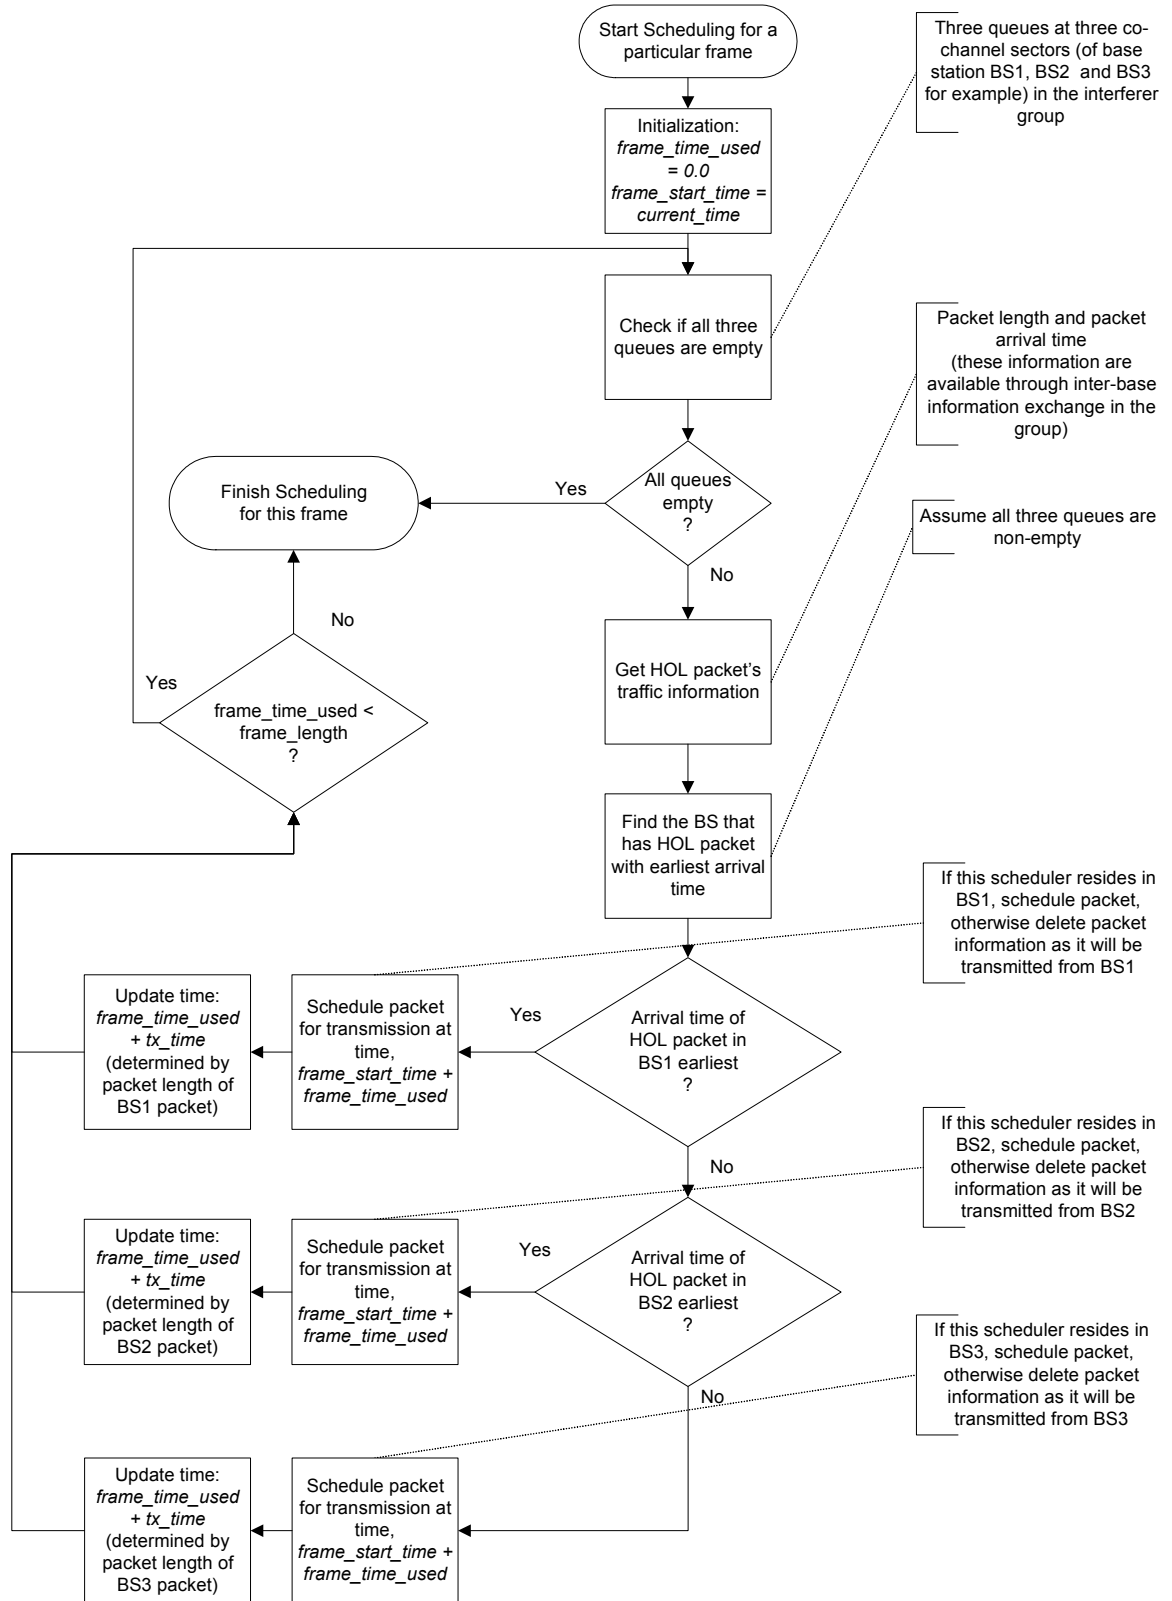 Start Scheduling for a
particular frame
Three queues at three co-
channel sectors (of base
station BS1, BS2 and BS3
for example) in the interferer
group
Initialization:
frame_time_used
= 0.0
frame_start_time =
current_time
Check if all three
queues are empty
Packet length and packet
arrival time
(these information are
available through inter-base
information exchange in the
group)
All queues
empty
?
Yes
Finish Scheduling
for this frame
No
Assume all three queues are
non-empty
No
Yes
frame_time_used <
frame_length
?
Get HOL packet's
traffic information
Find the BS that
has HOL packet
with earliest arrival
time
If this scheduler resides in
BS1, schedule packet,
otherwise delete packet
information as it will be
transmitted from BS1
Arrival time of
HOL packet in
BS1 earliest
?
Yes
Schedule packet
for transmission at
time,
frame_start_time +
frame_time_used
Update time:
frame_time_used
+ tx_time
(determined by
packet length of
BS1 packet)
No
If this scheduler resides in
BS2, schedule packet,
otherwise delete packet
information as it will be
transmitted from BS2
Arrival time of
HOL packet in
BS2 earliest
?
Yes
Schedule packet
for transmission at
time,
frame_start_time +
frame_time_used
Update time:
frame_time_used
+ tx_time
(determined by
packet length of
BS2 packet)
No
If this scheduler resides in
BS3, schedule packet,
otherwise delete packet
information as it will be
transmitted from BS3
Schedule packet
for transmission at
time,
frame_start_time +
frame_time_used
Update time:
frame_time_used
+ tx_time
(determined by
packet length of
BS3 packet)